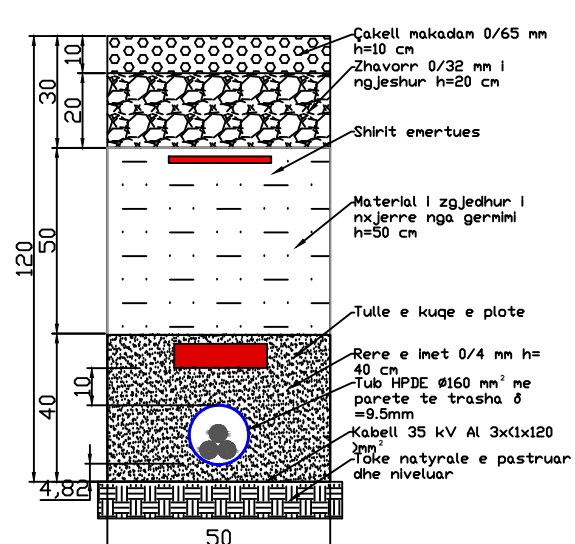 Çakell makadam 0/65 mm
h=10 cm
Zhavorr 0/32 mm i
ngjeshur h=20 cm
Shirit emertues
Material i zgjedhur i
nxjerre nga germimi
h=50 cm
Tulle e kuqe e plote
Rere e imet 0/4 mm h=
40 cm
Tub HPDE Ø160 mm² me
parete te trasha δ
=9.5mm
Kabell 35 kV Al 3x(1x120
)mm²
Toke natyrale e pastruar
dhe niveluar
10
30
20
120
50
10
40
4,82
50